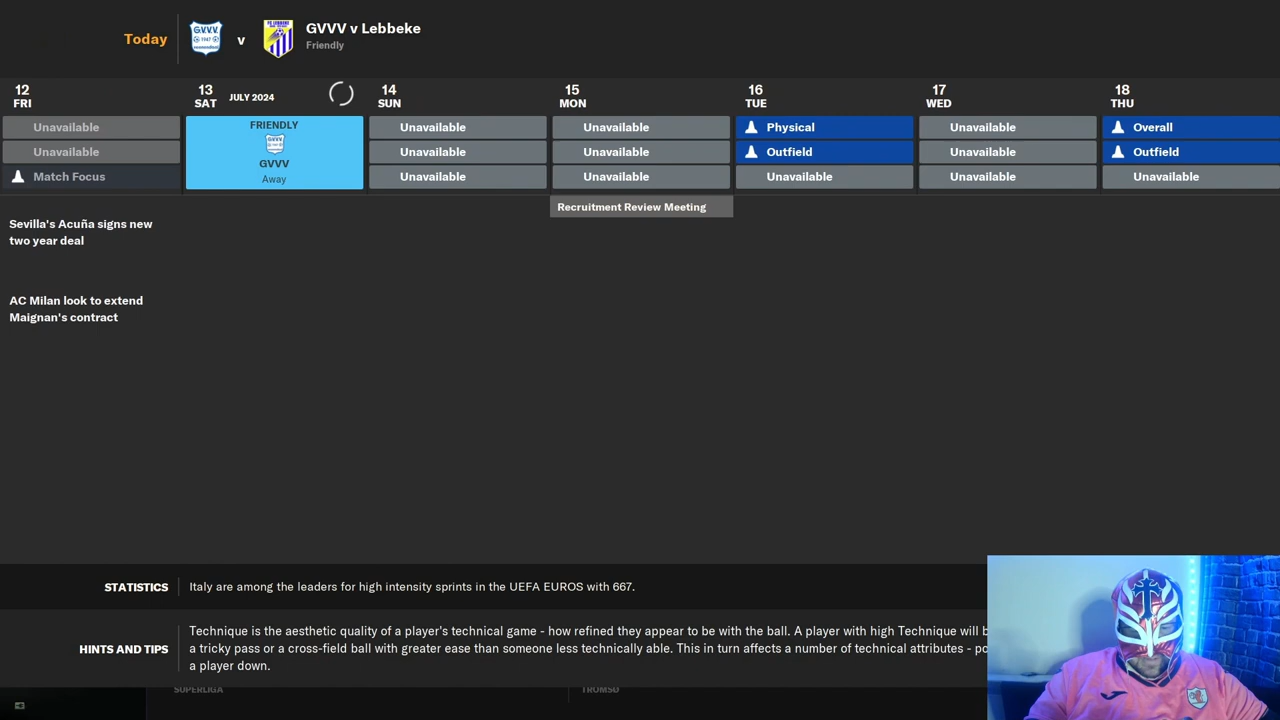 Today
v
GVVV v Lebbeke
Friendly
12
FRI
13
SAT
JULY 2024
14
SUN
15
MON
16
TUE
17
WED
18
THU
Unavailable
Unavailable
Match Focus
FRIENDLY
GVVV
Away
Unavailable
Unavailable
Unavailable
Unavailable
Unavailable
Unavailable
Physical
Outfield
Unavailable
Unavailable
Unavailable
Unavailable
Overall
Outfield
Unavailable
Recruitment Review Meeting
Sevilla's Acuña signs new
two year deal
AC Milan look to extend
Maignan's contract
STATISTICS
Italy are among the leaders for high intensity sprints in the UEFA EUROS with 667.
HINTS AND TIPS
Technique is the aesthetic quality of a player's technical game - how refined they appear to be with the ball. A player with high Technique will
a tricky pass or a cross-field ball with greater ease than someone less technically able. This in turn affects a number of technical attributes -
a player down.
SUPERLIGA
TROMSØ